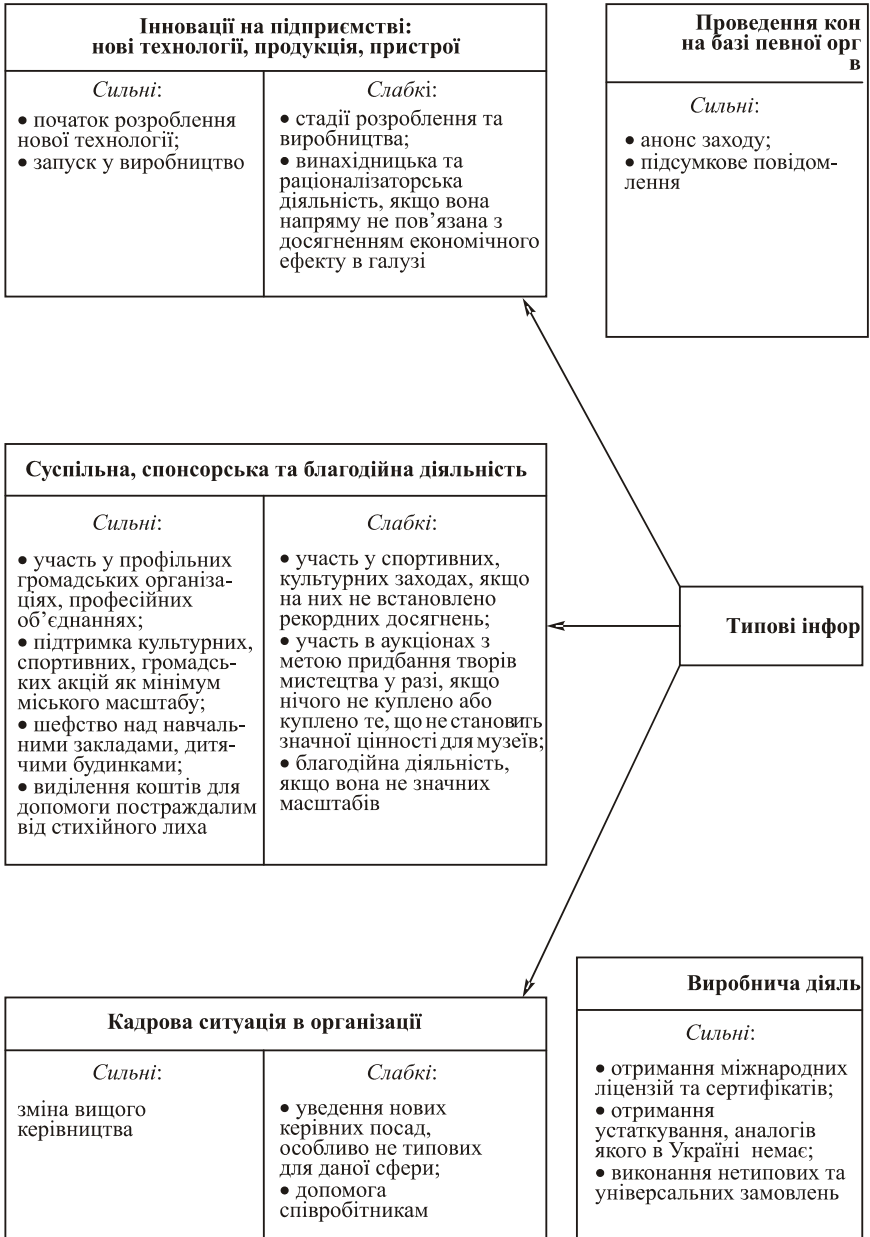 Інновації на підприємстві:
нові технології, продукція, пристрої
Сильні:
• початок розроблення
нової технології;
• запуск у виробництво
Слабкі:
• стадії розроблення та
виробництва;
• винахідницька та
раціоналізаторська
діяльність, якщо вона
напряму не пов’язана з
досягненням економічного
ефекту в галузі
Проведення кон
на базі певної орг
в
Сильні:
• анонс заходу;
• підсумкове повідом-
лення
Суспільна, спонсорська та благодійна діяльність
Сильні:
• участь у профільних
громадських організа-
ціях, професійних
об’єднаннях;
• підтримка культурних,
спортивних, громадсь-
ких акцій як мінімум
міського масштабу;
• шефство над навчаль-
ними закладами, дитя-
чими будинками;
• виділення коштів для
допомоги постраждалим
від стихійного лиха
Слабкі:
• участь у спортивних,
культурних заходах, якщо
на них не встановлено
рекордних досягнень;
• участь в аукціонах з
метою придбання творів
мистецтва у разі, якщо
нічого не куплено або
куплено те, що не становить
значної цінності для музеїв;
• благодійна діяльність,
якщо вона не значних
масштабів
Типові інфор
Кадрова ситуація в організації
Сильні:
зміна вищого
керівництва
Слабкі:
• уведення нових
керівних посад,
особливо не типових
для даної сфери;
• допомога
співробітникам
Виробнича діяль
Сильні:
• отримання міжнародних
ліцензій та сертифікатів;
• отримання
устаткування, аналогів
якого в Україні немає;
• виконання нетипових та
універсальних замовлень